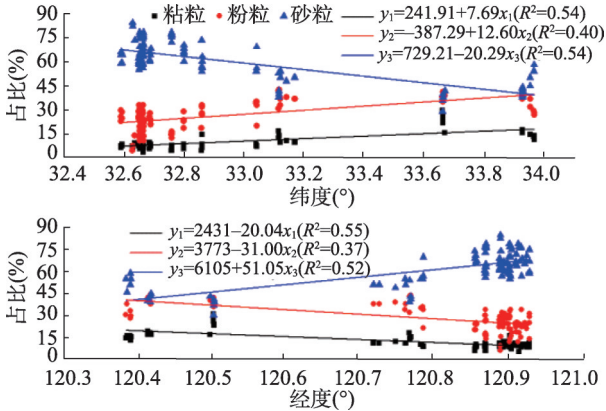 粘粒 粉粒 砂粒
y₁=241.91+7.69x₁(R²=0.54)
y₂=−387.29+12.60x₂(R²=0.40)
y₃=729.21−20.29x₃(R²=0.54)
占比(%)
90
75
60
45
30
15
0
32.4 32.6 32.8 33.0 33.2 33.4 33.6 33.8 34.0
纬度(°)
y₁=2431−20.04x₁(R²=0.55)
y₂=3773−31.00x₂(R²=0.37)
y₃=6105+51.05x₃(R²=0.52)
占比(%)
90
75
60
45
30
15
0
120.3 120.4 120.5 120.6 120.7 120.8 120.9 121.0
经度(°)